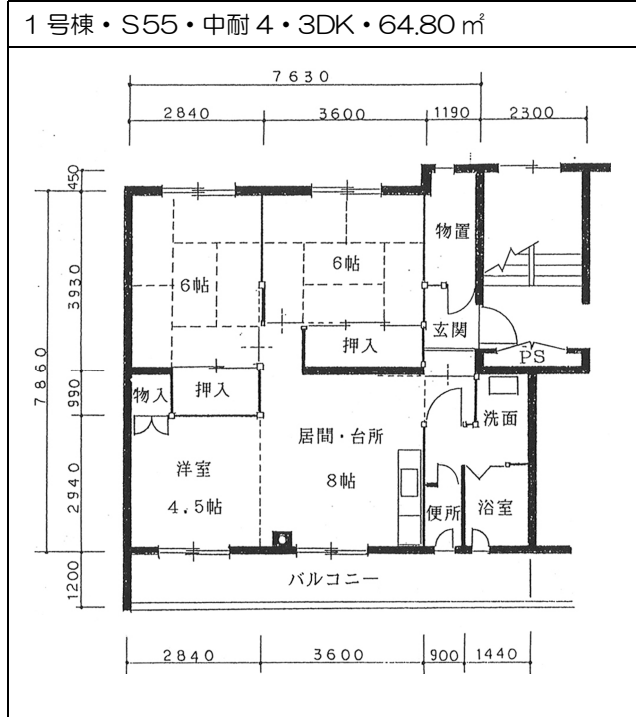 1号棟・S55・中耐4・3DK・64.80㎡
7630
2840 3600 1190 2300
450
物置
6帖
6帖
3930
玄関
押入
PS
7860
990
物入 押入
洗面
居間・台所
洋室
8帖
2940
4.5帖
便所 浴室
バルコニー
1200
2840 3600 900 1440